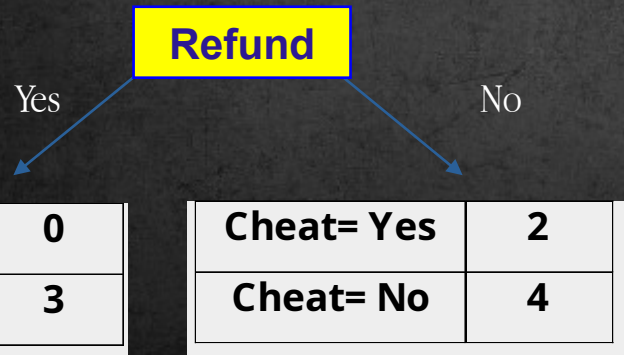 Refund
Yes No
0 Cheat= Yes 2
3 Cheat= No 4